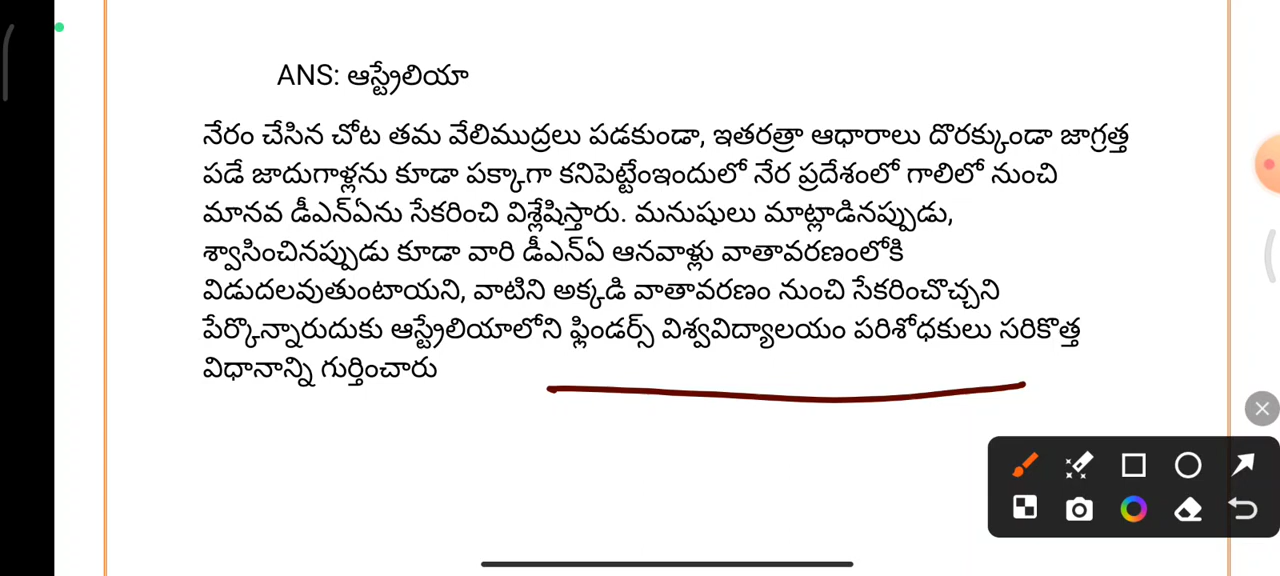 ANS: ఆస్ట్రేలియా
నేరం చేసిన చోట తమ వేలిముద్రలు పడకుండా, ఇతరత్రా ఆధారాలు దొరక్కుండా జాగ్రత్త
పడే జాదుగాళ్లను కూడా పక్కాగా కనిపెట్టేంఇందులో నేర ప్రదేశంలో గాలిలో నుంచి
మానవ డీఎన్ఏను సేకరించి విశ్లేషిస్తారు. మనుషులు మాట్లాడినప్పుడు,
శ్వాసించినప్పుడు కూడా వారి డీఎన్ఏ ఆనవాళ్లు వాతావరణంలోకి
విడుదలవుతుంటాయని, వాటిని అక్కడి వాతావరణం నుంచి సేకరించొచ్చని
పేర్కొన్నారుదుకు ఆస్ట్రేలియాలోని ఫ్లిండర్స్ విశ్వవిద్యాలయం పరిశోధకులు సరికొత్త
విధానాన్ని గుర్తించారు